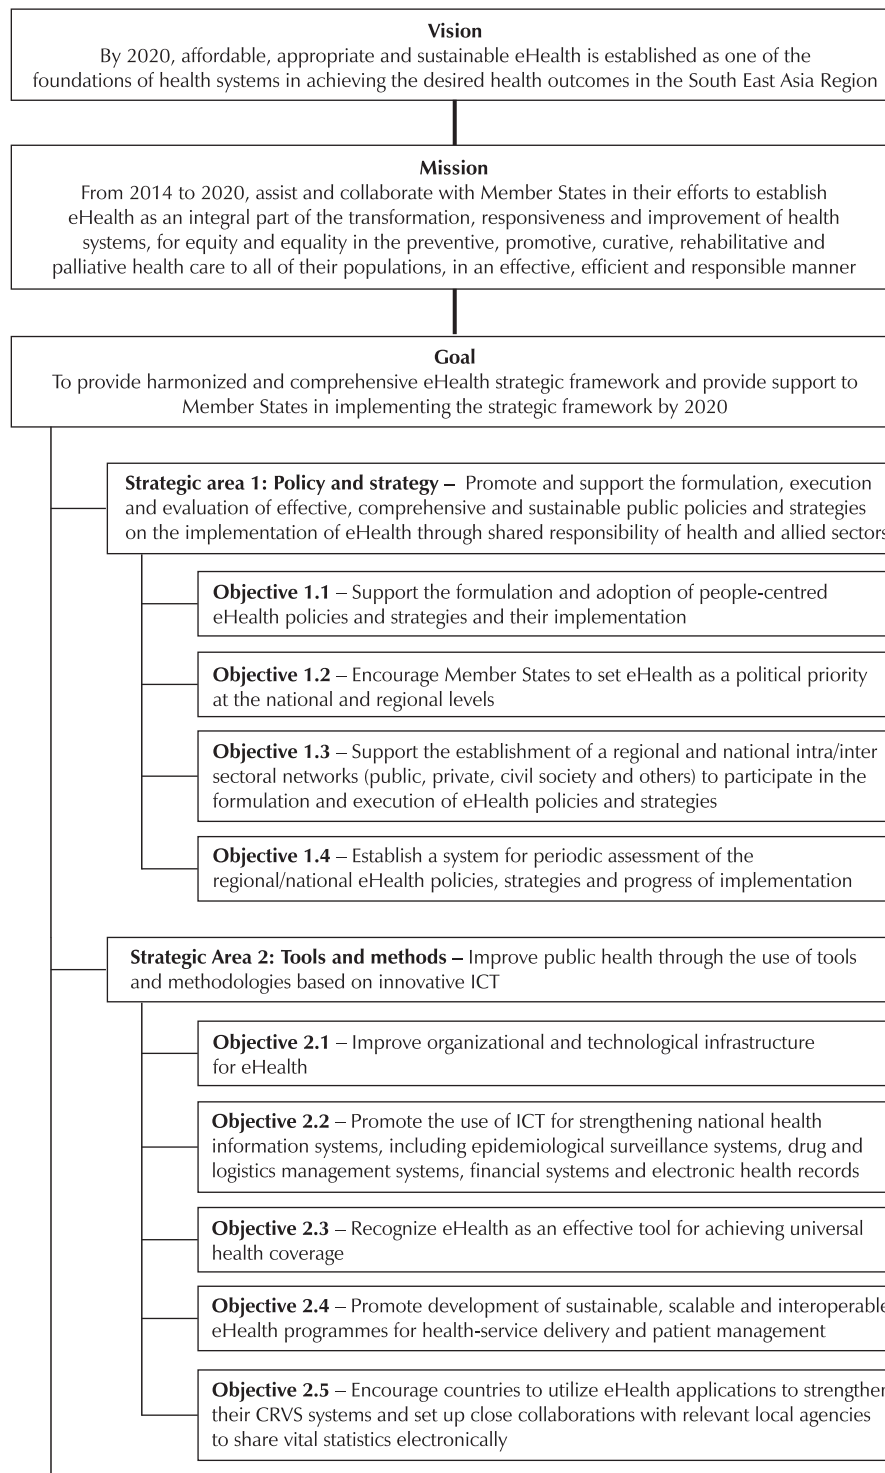 Vision
By 2020, affordable, appropriate and sustainable eHealth is established as one of the
foundations of health systems in achieving the desired health outcomes in the South East Asia Region
Mission
From 2014 to 2020, assist and collaborate with Member States in their efforts to establish
eHealth as an integral part of the transformation, responsiveness and improvement of health
systems, for equity and equality in the preventive, promotive, curative, rehabilitative and
palliative health care to all of their populations, in an effective, efficient and responsible manner
Goal
To provide harmonized and comprehensive eHealth strategic framework and provide support to
Member States in implementing the strategic framework by 2020
Strategic area 1: Policy and strategy – Promote and support the formulation, execution
and evaluation of effective, comprehensive and sustainable public policies and strategies
on the implementation of eHealth through shared responsibility of health and allied sectors
Objective 1.1 – Support the formulation and adoption of people-centred
eHealth policies and strategies and their implementation
Objective 1.2 – Encourage Member States to set eHealth as a political priority
at the national and regional levels
Objective 1.3 – Support the establishment of a regional and national intra/inter
sectoral networks (public, private, civil society and others) to participate in the
formulation and execution of eHealth policies and strategies
Objective 1.4 – Establish a system for periodic assessment of the
regional/national eHealth policies, strategies and progress of implementation
Strategic Area 2: Tools and methods – Improve public health through the use of tools
and methodologies based on innovative ICT
Objective 2.1 – Improve organizational and technological infrastructure
for eHealth
Objective 2.2 – Promote the use of ICT for strengthening national health
information systems, including epidemiological surveillance systems, drug and
logistics management systems, financial systems and electronic health records
Objective 2.3 – Recognize eHealth as an effective tool for achieving universal
health coverage
Objective 2.4 – Promote development of sustainable, scalable and interoperable
eHealth programmes for health-service delivery and patient management
Objective 2.5 – Encourage countries to utilize eHealth applications to strengthen
their CRVS systems and set up close collaborations with relevant local agencies
to share vital statistics electronically